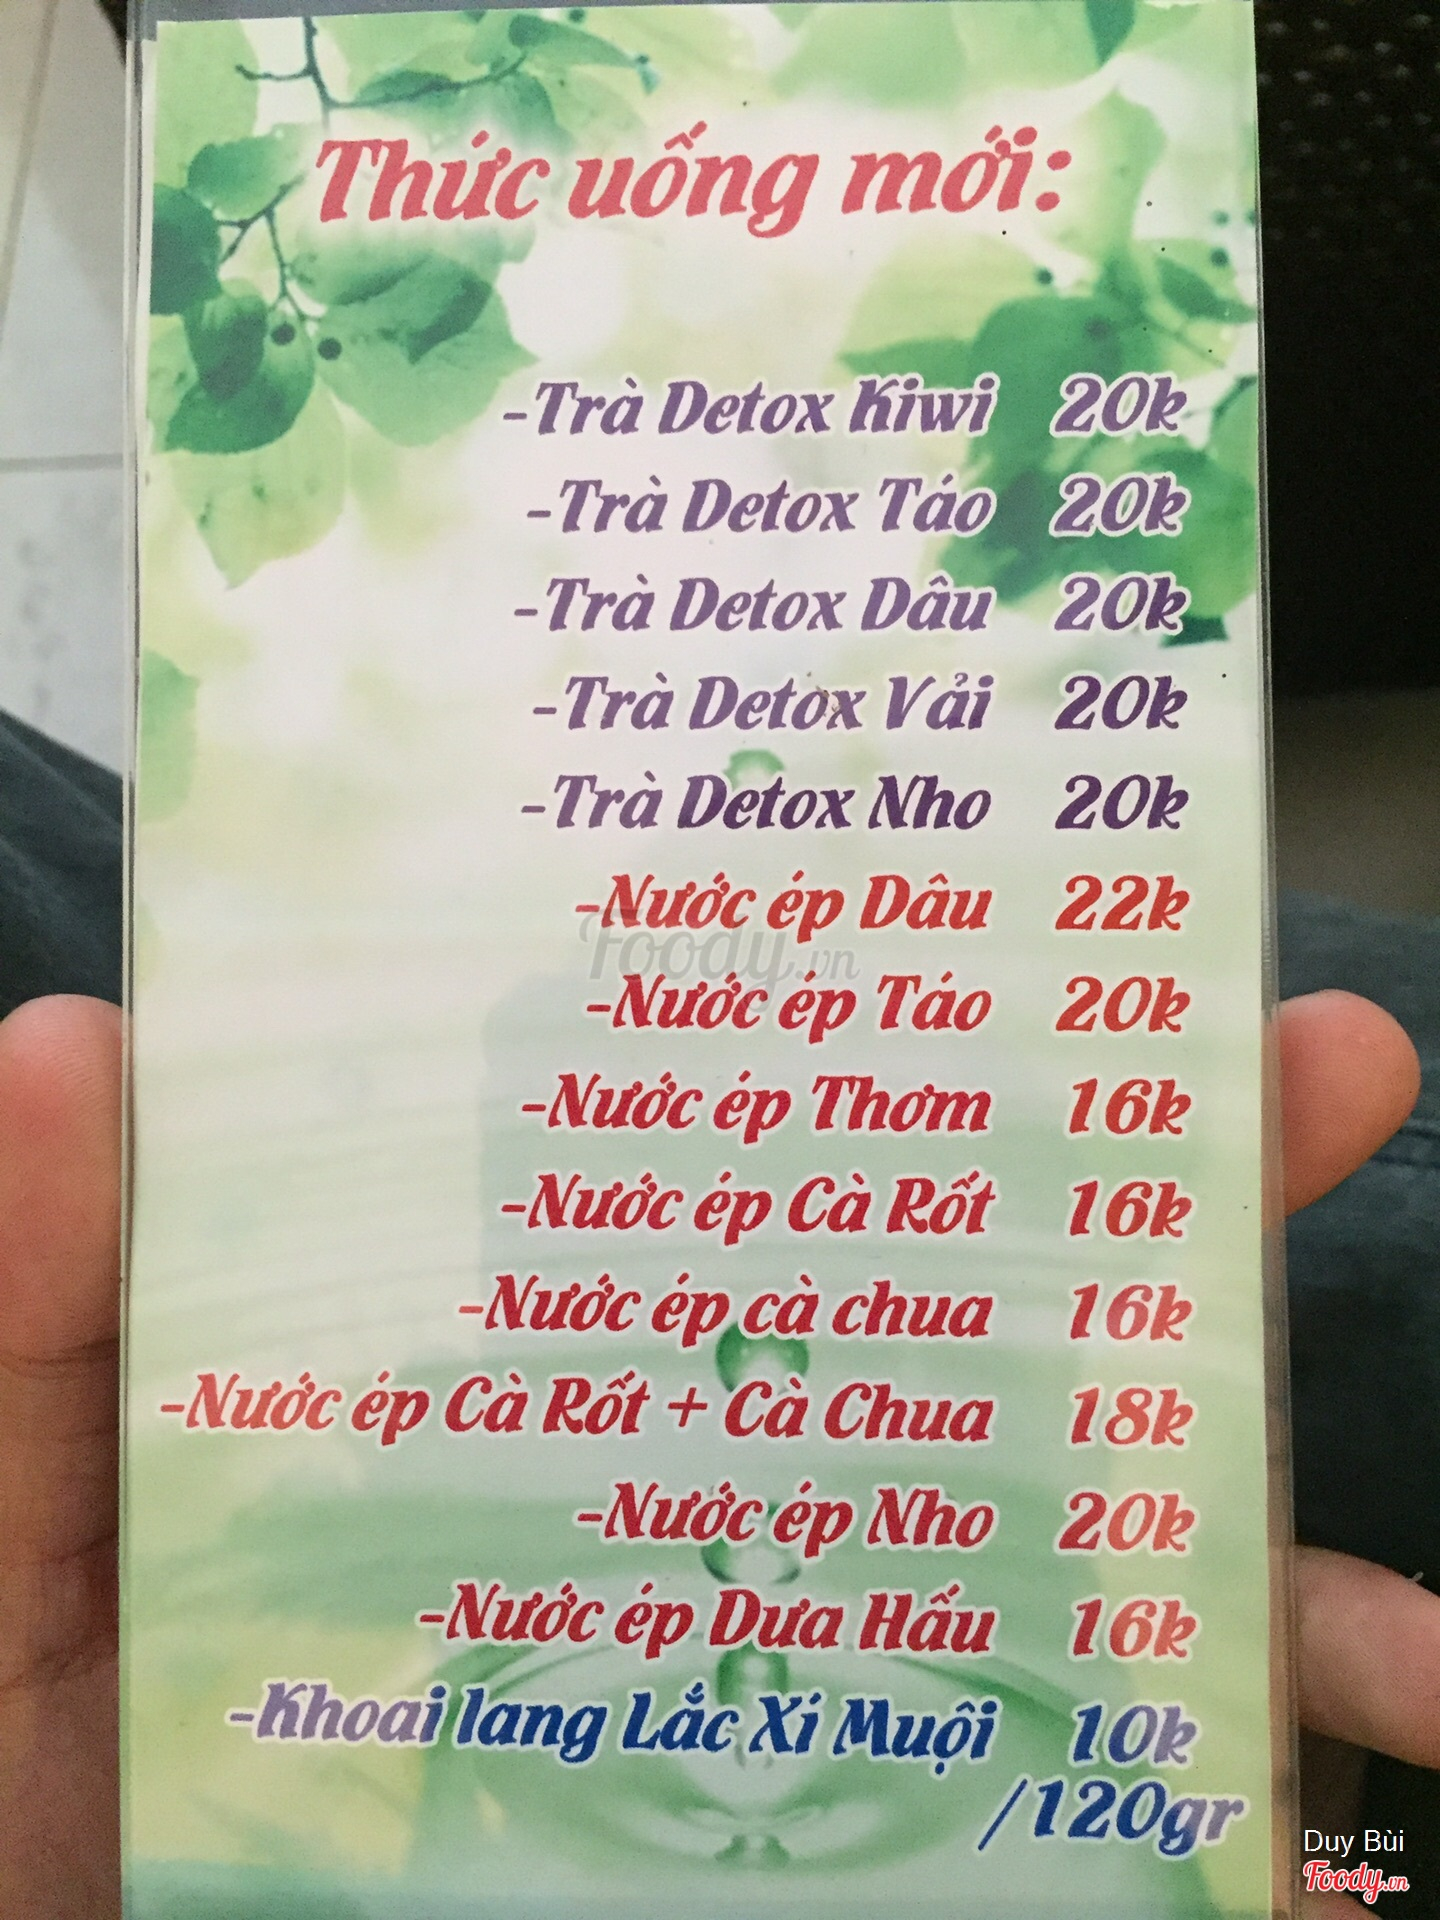 Thức uống mới:
-Trà Detox Kiwi 20k
-Trà Detox Táo 20k
-Trà Detox Dâu 20k
-Trà Detox Vải 20k
-Trà Detox Nho 20k
-Nước ép Dâu 22k
Foody.vn
-Nước ép Táo 20k
-Nước ép Thơm 16k
-Nước ép Cà Rốt 16k
-Nước ép cà chua 16k
-Nước ép Cà Rốt + Cà Chua 18k
-Nước ép Nho 20k
-Nước ép Dưa Hấu 16k
-Khoai lang Lắc Xí Muội 10k
/120gr
Duy Bùi
Foody.vn